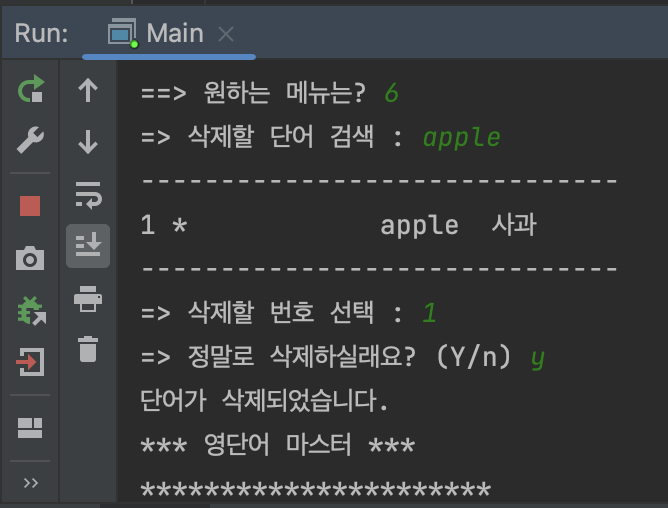 Run: Main
==> 원하는 메뉴는? 6
=> 삭제할 단어 검색 : apple
------------------------------
1 * apple 사과
------------------------------
=> 삭제할 번호 선택 : 1
=> 정말로 삭제하실래요? (Y/n) y
단어가 삭제되었습니다.
*** 영단어 마스터 ***
**********************